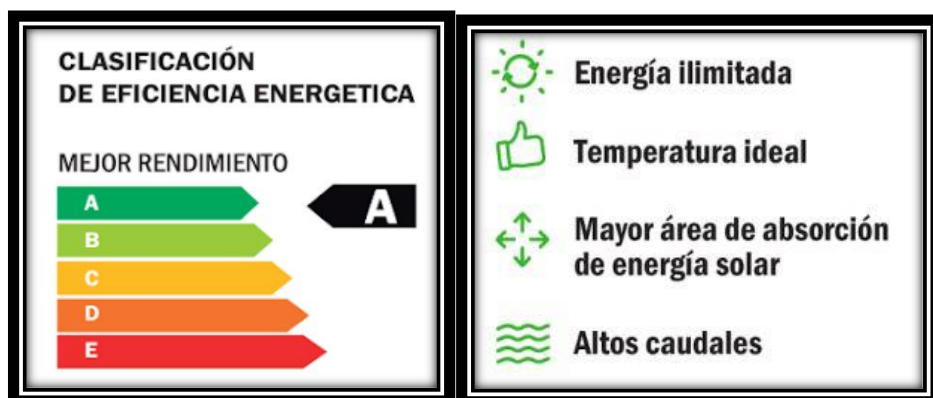 CLASIFICACIÓN
DE EFICIENCIA ENERGETICA
MEJOR RENDIMIENTO
A
A
B
C
D
E
Energía ilimitada
Temperatura ideal
Mayor área de absorción
de energía solar
Altos caudales